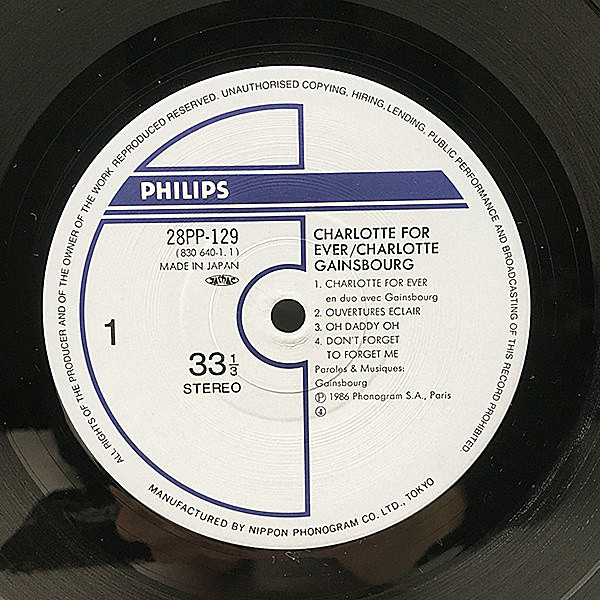 ALL RIGHTS OF THE PRODUCER AND OF THE OWNER OF THE WORK REPRODUCED RESERVED. UNAUTHORISED COPYING, HIRING, LENDING, PUBLIC PERFORMANCE AND BROADCASTING OF THIS RECORD PROHIBITED.
PHILIPS
28PP-129
(830 640-1. 1)
MADE IN JAPAN
JASRAC
1
33 1/3
STEREO
CHARLOTTE FOR
EVER/CHARLOTTE
GAINSBOURG
1. CHARLOTTE FOR EVER
en duo avec Gainsbourg
2. OUVERTURES ECLAIR
3. OH DADDY OH
4. DON'T FORGET
TO FORGET ME
Paroles & Musiques:
Gainsbourg
Ⓟ 1986 Phonogram S.A., Paris
④
MANUFACTURED BY NIPPON PHONOGRAM CO. LTD., TOKYO